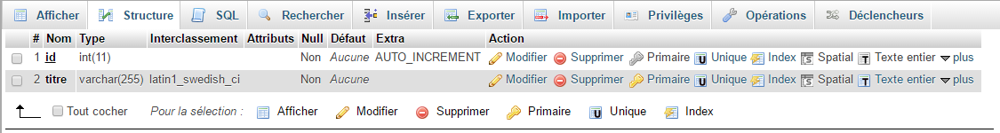 Afficher Structure SQL Rechercher Insérer Exporter Importer Privilèges Opérations Déclencheurs
# Nom Type Interclassement Attributs Null Défaut Extra Action
1 id int(11) Non Aucune AUTO_INCREMENT Modifier Supprimer Primaire Unique Index Spatial Texte entier plus
2 titre varchar(255) latin1_swedish_ci Non Aucune Modifier Supprimer Primaire Unique Index Spatial Texte entier plus
Tout cocher Pour la sélection : Afficher Modifier Supprimer Primaire Unique Index